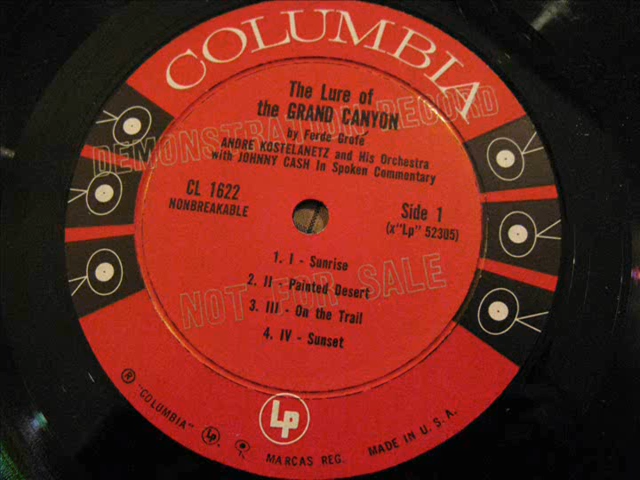 COLUMBIA
DEMONSTRATION RECORD
The Lure of
the GRAND CANYON
by Ferde Grofé
ANDRE KOSTELANETZ and His Orchestra
with JOHNNY CASH In Spoken Commentary
CL 1622
NONBREAKABLE
Side 1
(x"Lp" 52305)
1. I - Sunrise
2. II - Painted Desert
NOT FOR SALE
3. III - On the Trail
4. IV - Sunset
Lp
® "COLUMBIA" Lp MARCAS REG. MADE IN U.S.A.